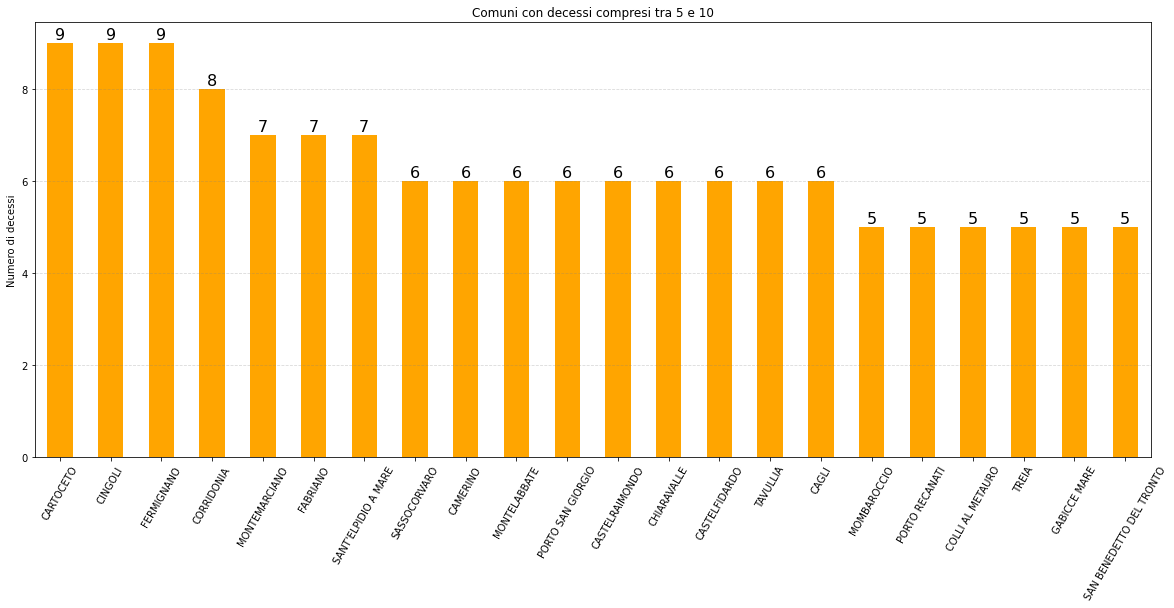 Comuni con decessi compresi tra 5 e 10
Numero di decessi
8
6
4
2
0
9
9
9
8
7
7
7
6
6
6
6
6
6
6
6
6
5
5
5
5
5
5
CARTOCETO
CINGOLI
FERMIGNANO
CORRIDONIA
MONTEMARCIANO
FABRIANO
SANT'ELPIDIO A MARE
SASSOCORVARO
CAMERINO
MONTELABBATE
PORTO SAN GIORGIO
CASTELRAIMONDO
CHIARAVALLE
CASTELFIDARDO
TAVULLIA
CAGLI
MOMBAROCCIO
PORTO RECANATI
COLLI AL METAURO
TREIA
GABICCE MARE
SAN BENEDETTO DEL TRONTO